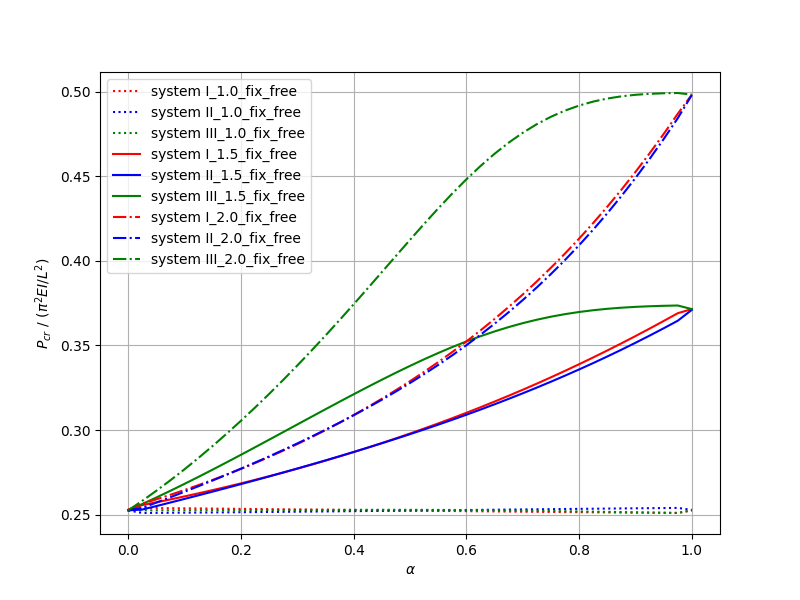 system I_1.0_fix_free
system II_1.0_fix_free
system III_1.0_fix_free
system I_1.5_fix_free
system II_1.5_fix_free
system III_1.5_fix_free
system I_2.0_fix_free
system II_2.0_fix_free
system III_2.0_fix_free
0.50
0.45
0.40
0.35
0.30
0.25
P_cr / (π²EI/L²)
0.0 0.2 0.4 0.6 0.8 1.0
α